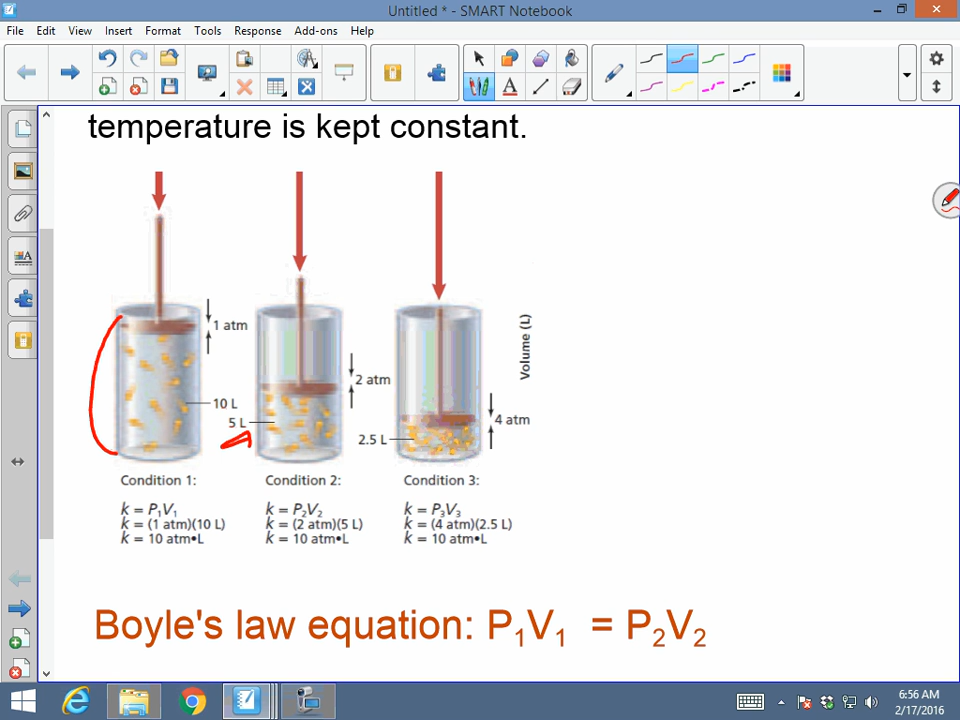 Untitled * - SMART Notebook
File Edit View Insert Format Tools Response Add-ons Help
temperature is kept constant.
1 atm
2 atm
4 atm
10 L
5 L
2.5 L
Volume (L)
Condition 1:
k = P₁V₁
k = (1 atm)(10 L)
k = 10 atm•L
Condition 2:
k = P₂V₂
k = (2 atm)(5 L)
k = 10 atm•L
Condition 3:
k = P₃V₃
k = (4 atm)(2.5 L)
k = 10 atm•L
Boyle's law equation: P₁V₁ = P₂V₂
6:56 AM
2/17/2016